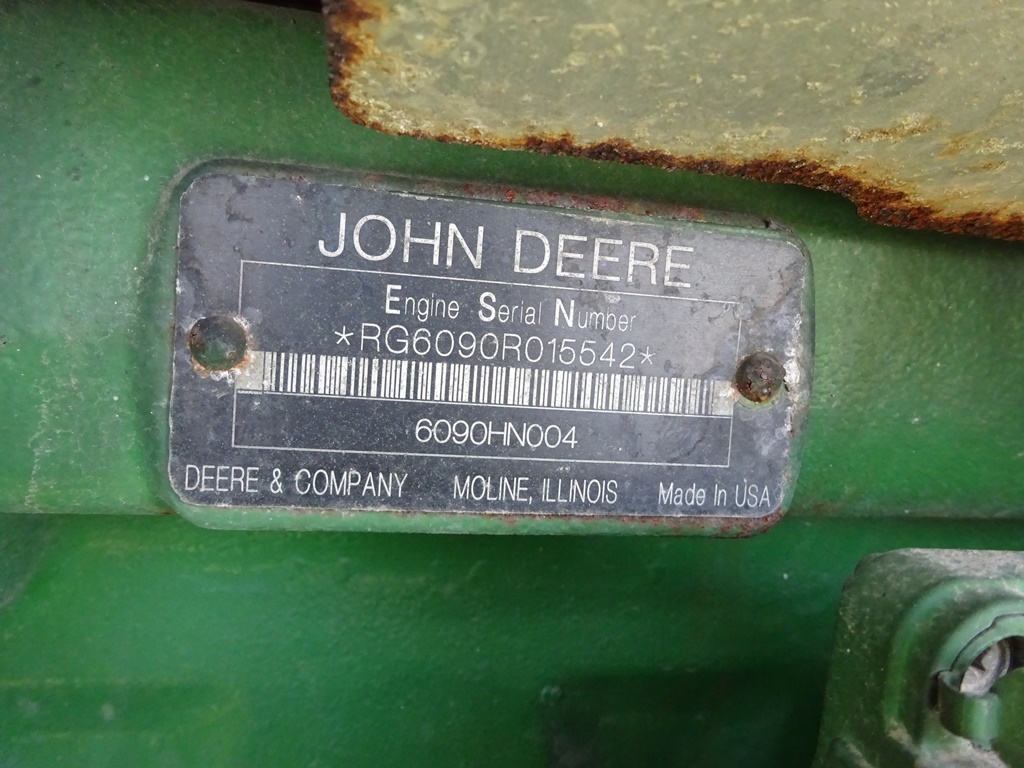 JOHN DEERE
Engine Serial Number
*RG6090R015542*
6090HN004
DEERE & COMPANY MOLINE, ILLINOIS Made In USA